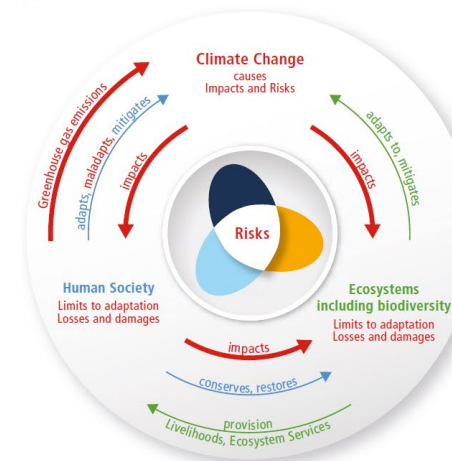 Climate Change
causes
Impacts and Risks
Greenhouse gas emissions
adapts, maladapts, mitigates
impacts
impacts
adapts to, mitigates
Risks
Human Society
Limits to adaptation
Losses and damages
Ecosystems
including biodiversity
Limits to adaptation
Losses and damages
impacts
conserves, restores
provision
Livelihoods, Ecosystem Services